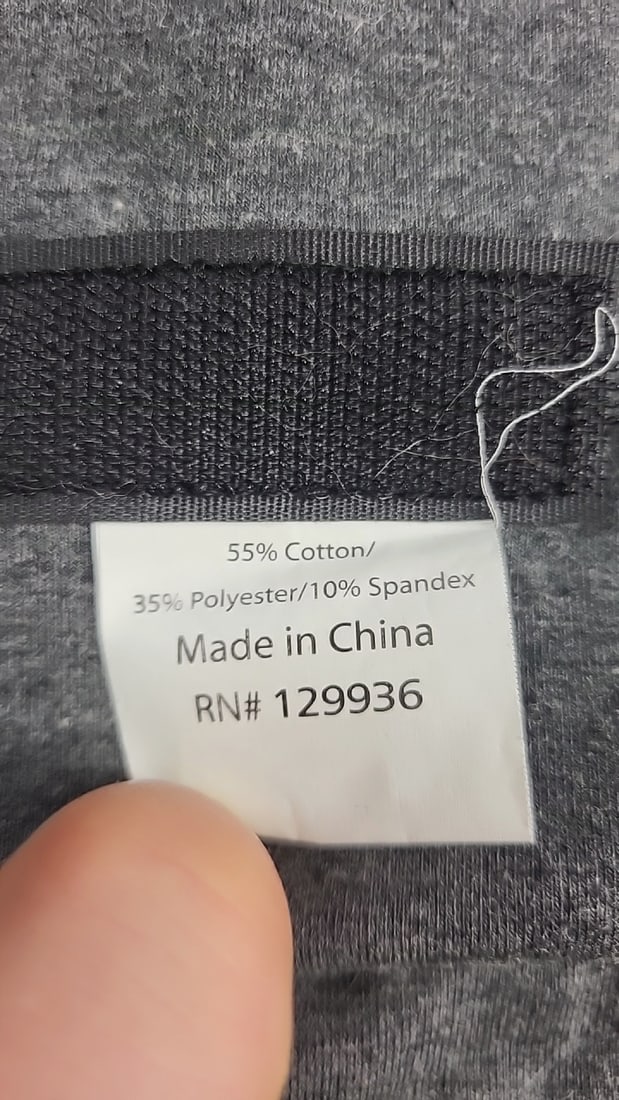 55% Cotton/
35% Polyester/10% Spandex
Made in China
RN# 129936